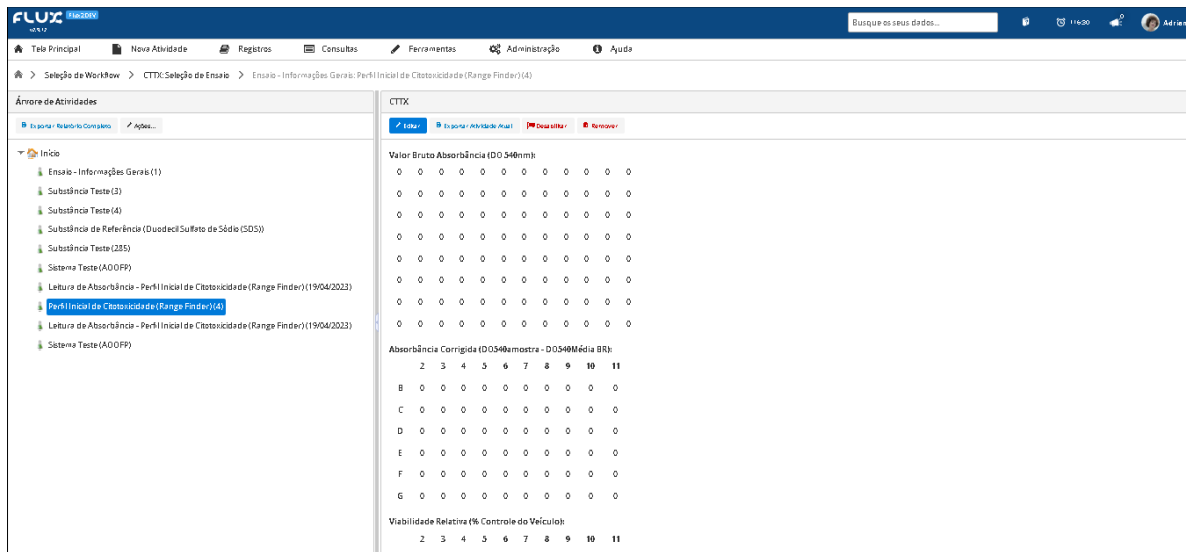 FLUX Flux2DEV
Busque os seus dados...
Adrien
Tela Principal Nova Atividade Registros Consultas Ferramentas Administração Ajuda
> Seleção de Workflow > CTTX: Seleção de Ensaio > Ensaio - Informações Gerais: Perfil Inicial de Citotoxicidade (Range Finder) (4)
Árvore de Atividades
CTTX
Exportar Relatório Completo Ações...
Editar Exportar Atividade Atual Desabilitar Remover
Início
Ensaio - Informações Gerais (1)
Substância Teste (3)
Substância Teste (4)
Substância de Referência (Duodecil Sulfato de Sódio (SDS))
Substância Teste (285)
Sistema Teste (AOOFP)
Leitura de Absorbância - Perfil Inicial de Citotoxicidade (Range Finder) (19/04/2023)
Perfil Inicial de Citotoxicidade (Range Finder) (4)
Leitura de Absorbância - Perfil Inicial de Citotoxicidade (Range Finder) (19/04/2023)
Sistema Teste (AOOFP)
Valor Bruto Absorbância (DO 540nm):
0 0 0 0 0 0 0 0 0 0 0 0
0 0 0 0 0 0 0 0 0 0 0 0
0 0 0 0 0 0 0 0 0 0 0 0
0 0 0 0 0 0 0 0 0 0 0 0
0 0 0 0 0 0 0 0 0 0 0 0
0 0 0 0 0 0 0 0 0 0 0 0
0 0 0 0 0 0 0 0 0 0 0 0
0 0 0 0 0 0 0 0 0 0 0 0
Absorbância Corrigida (DO540amostra - DO540Média BR):
2 3 4 5 6 7 8 9 10 11
B 0 0 0 0 0 0 0 0 0 0
C 0 0 0 0 0 0 0 0 0 0
D 0 0 0 0 0 0 0 0 0 0
E 0 0 0 0 0 0 0 0 0 0
F 0 0 0 0 0 0 0 0 0 0
G 0 0 0 0 0 0 0 0 0 0
Viabilidade Relativa (% Controle do Veículo):
2 3 4 5 6 7 8 9 10 11